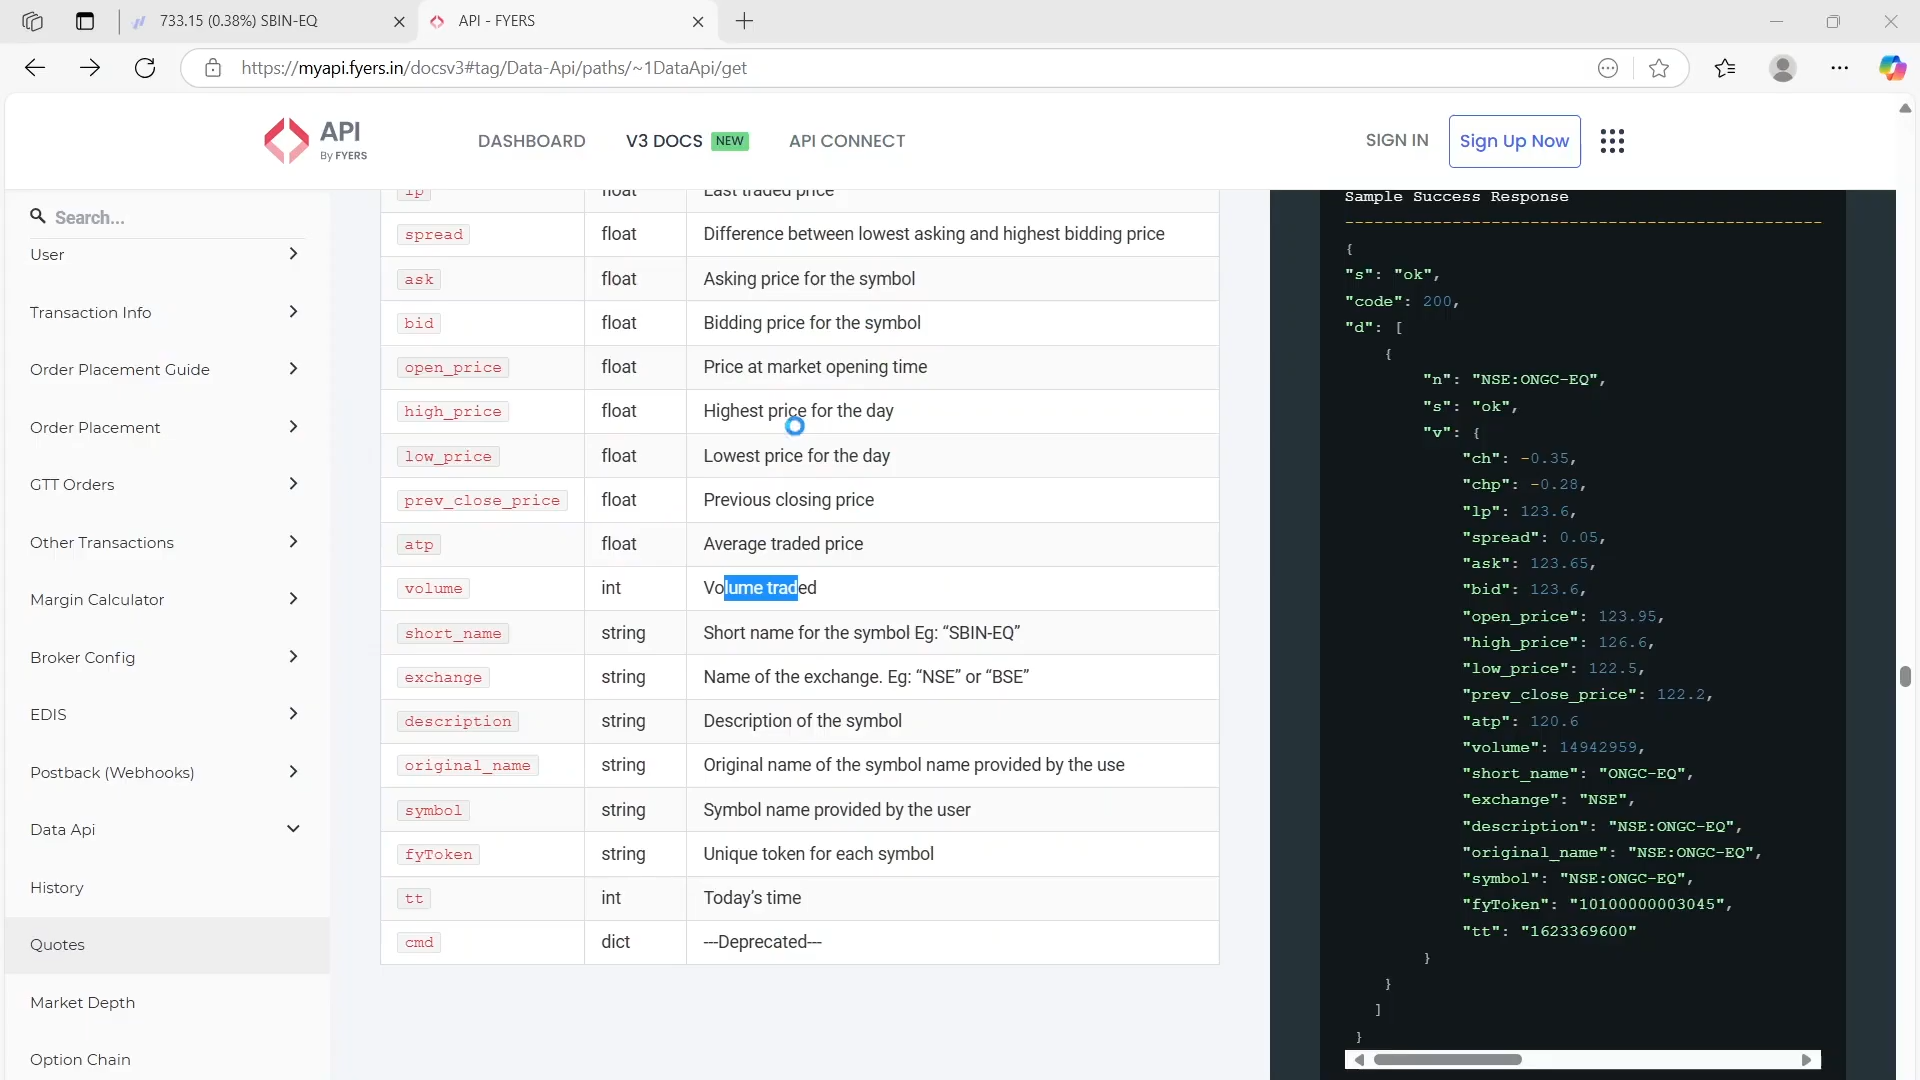 733.15 (0.38%) SBIN-EQ
API - FYERS
https://myapi.fyers.in/docsv3#tag/Data-Api/paths/~1DataApi/get
API
By FYERS
DASHBOARD
V3 DOCS NEW
API CONNECT
SIGN IN
Sign Up Now
Search...
User
Transaction Info
Order Placement Guide
Order Placement
GTT Orders
Other Transactions
Margin Calculator
Broker Config
EDIS
Postback (Webhooks)
Data Api
History
Quotes
Market Depth
Option Chain
lp float Last traded price
spread float Difference between lowest asking and highest bidding price
ask float Asking price for the symbol
bid float Bidding price for the symbol
open_price float Price at market opening time
high_price float Highest price for the day
low_price float Lowest price for the day
prev_close_price float Previous closing price
atp float Average traded price
volume int Volume traded
short_name string Short name for the symbol Eg: “SBIN-EQ”
exchange string Name of the exchange. Eg: “NSE” or “BSE”
description string Description of the symbol
original_name string Original name of the symbol name provided by the use
symbol string Symbol name provided by the user
fyToken string Unique token for each symbol
tt int Today’s time
cmd dict ---Deprecated---
Sample Success Response
------------------------------------------------
{
"s": "ok",
"code": 200,
"d": [
{
"n": "NSE:ONGC-EQ",
"s": "ok",
"v": {
"ch": -0.35,
"chp": -0.28,
"lp": 123.6,
"spread": 0.05,
"ask": 123.65,
"bid": 123.6,
"open_price": 123.95,
"high_price": 126.6,
"low_price": 122.5,
"prev_close_price": 122.2,
"atp": 120.6
"volume": 14942959,
"short_name": "ONGC-EQ",
"exchange": "NSE",
"description": "NSE:ONGC-EQ",
"original_name": "NSE:ONGC-EQ",
"symbol": "NSE:ONGC-EQ",
"fyToken": "10100000003045",
"tt": "1623369600"
}
}
]
}